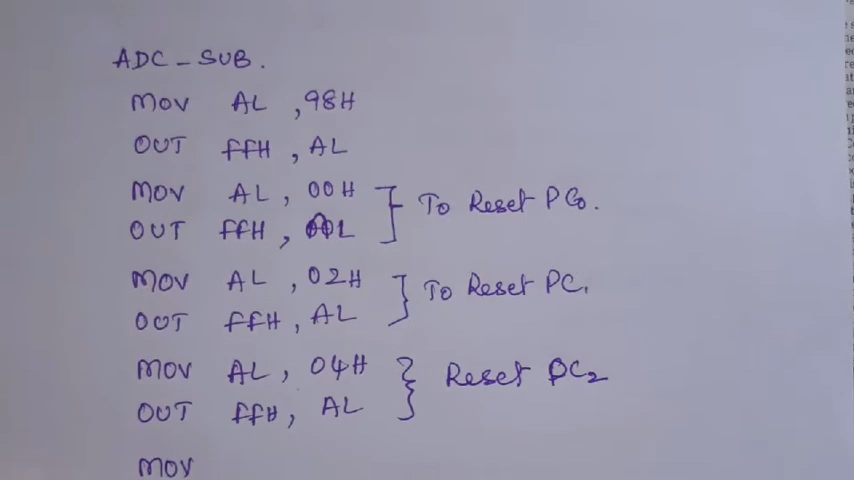 ADC - SUB.
MOV AL , 98H
OUT FFH , AL
MOV AL , 00H
OUT FFH , AL
To Reset PC0.
MOV AL , 02H
OUT FFH , AL
To Reset PC1
MOV AL , 04H
OUT FFH , AL
Reset PC2
MOV